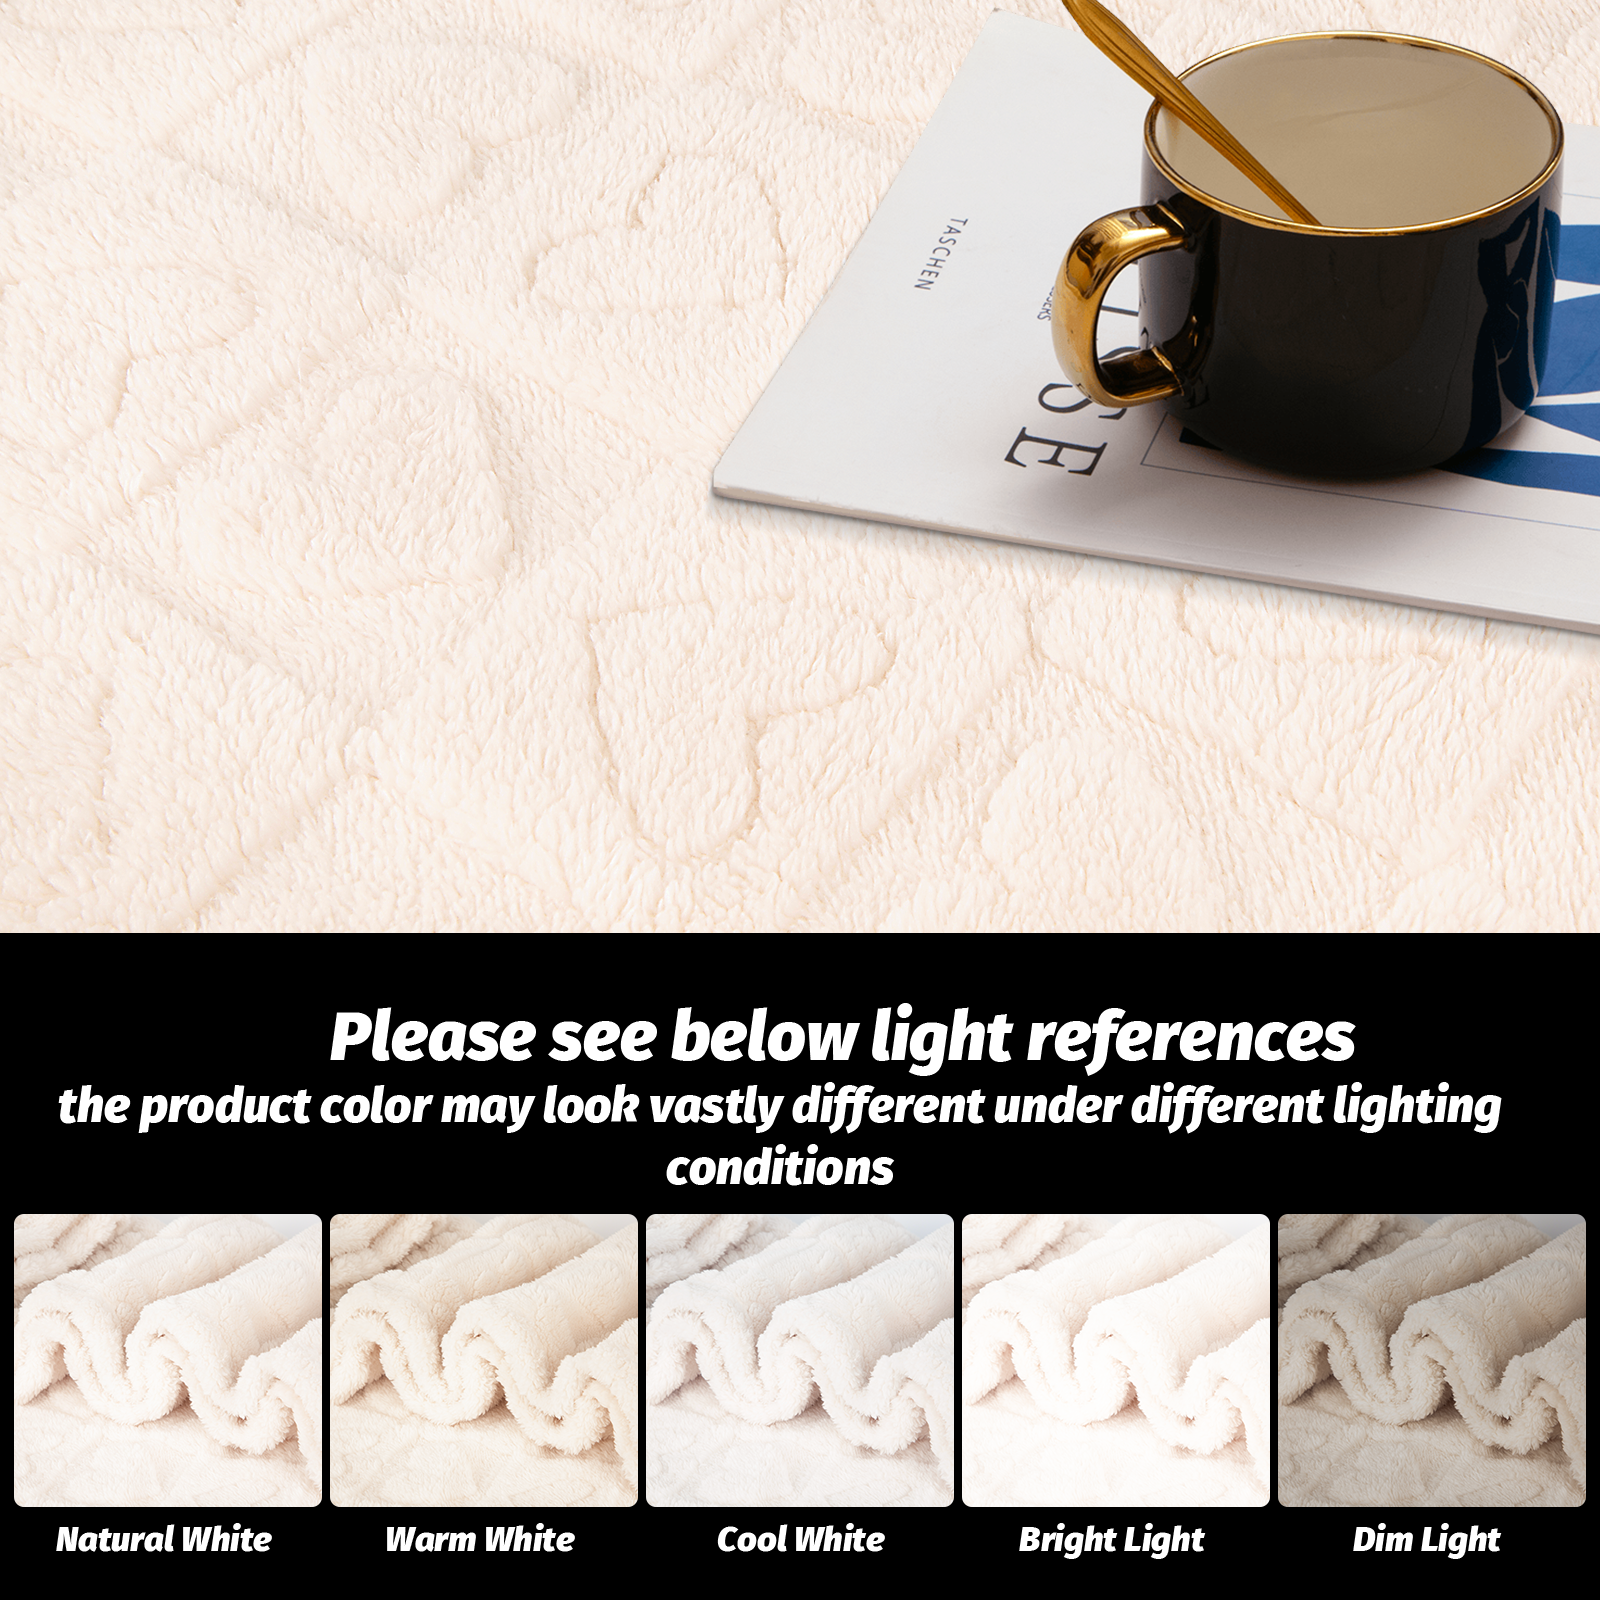 TASCHEN
SE
Please see below light references
the product color may look vastly different under different lighting
conditions
Natural White
Warm White
Cool White
Bright Light
Dim Light